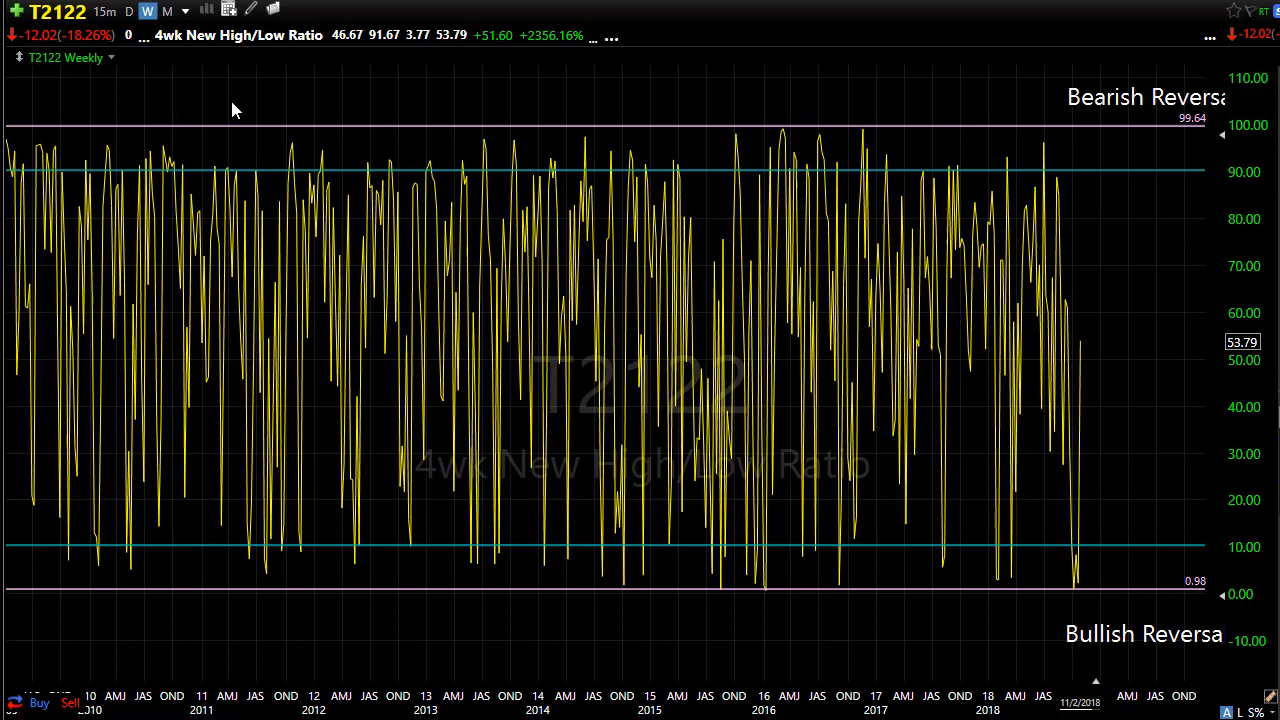 T2122 15m D W M RT
-12.02(-18.26%) 0 ... 4wk New High/Low Ratio 46.67 91.67 3.77 53.79 +51.60 +2356.16% ... ... ... -12.02(
T2122 Weekly
110.00
Bearish Reversa
99.64
100.00
90.00
80.00
70.00
60.00
53.79
50.00
T2122
40.00
4wk New High/Low Ratio
30.00
20.00
10.00
0.98
0.00
Bullish Reversa
-10.00
10 AMJ JAS OND 11 AMJ JAS OND 12 AMJ JAS OND 13 AMJ JAS OND 14 AMJ JAS OND 15 AMJ JAS OND 16 AMJ JAS OND 17 AMJ JAS OND 18 AMJ JAS AMJ JAS OND
Buy Sell 11/2/2018
09 2010 2011 2012 2013 2014 2015 2016 2017 2018 A L S%